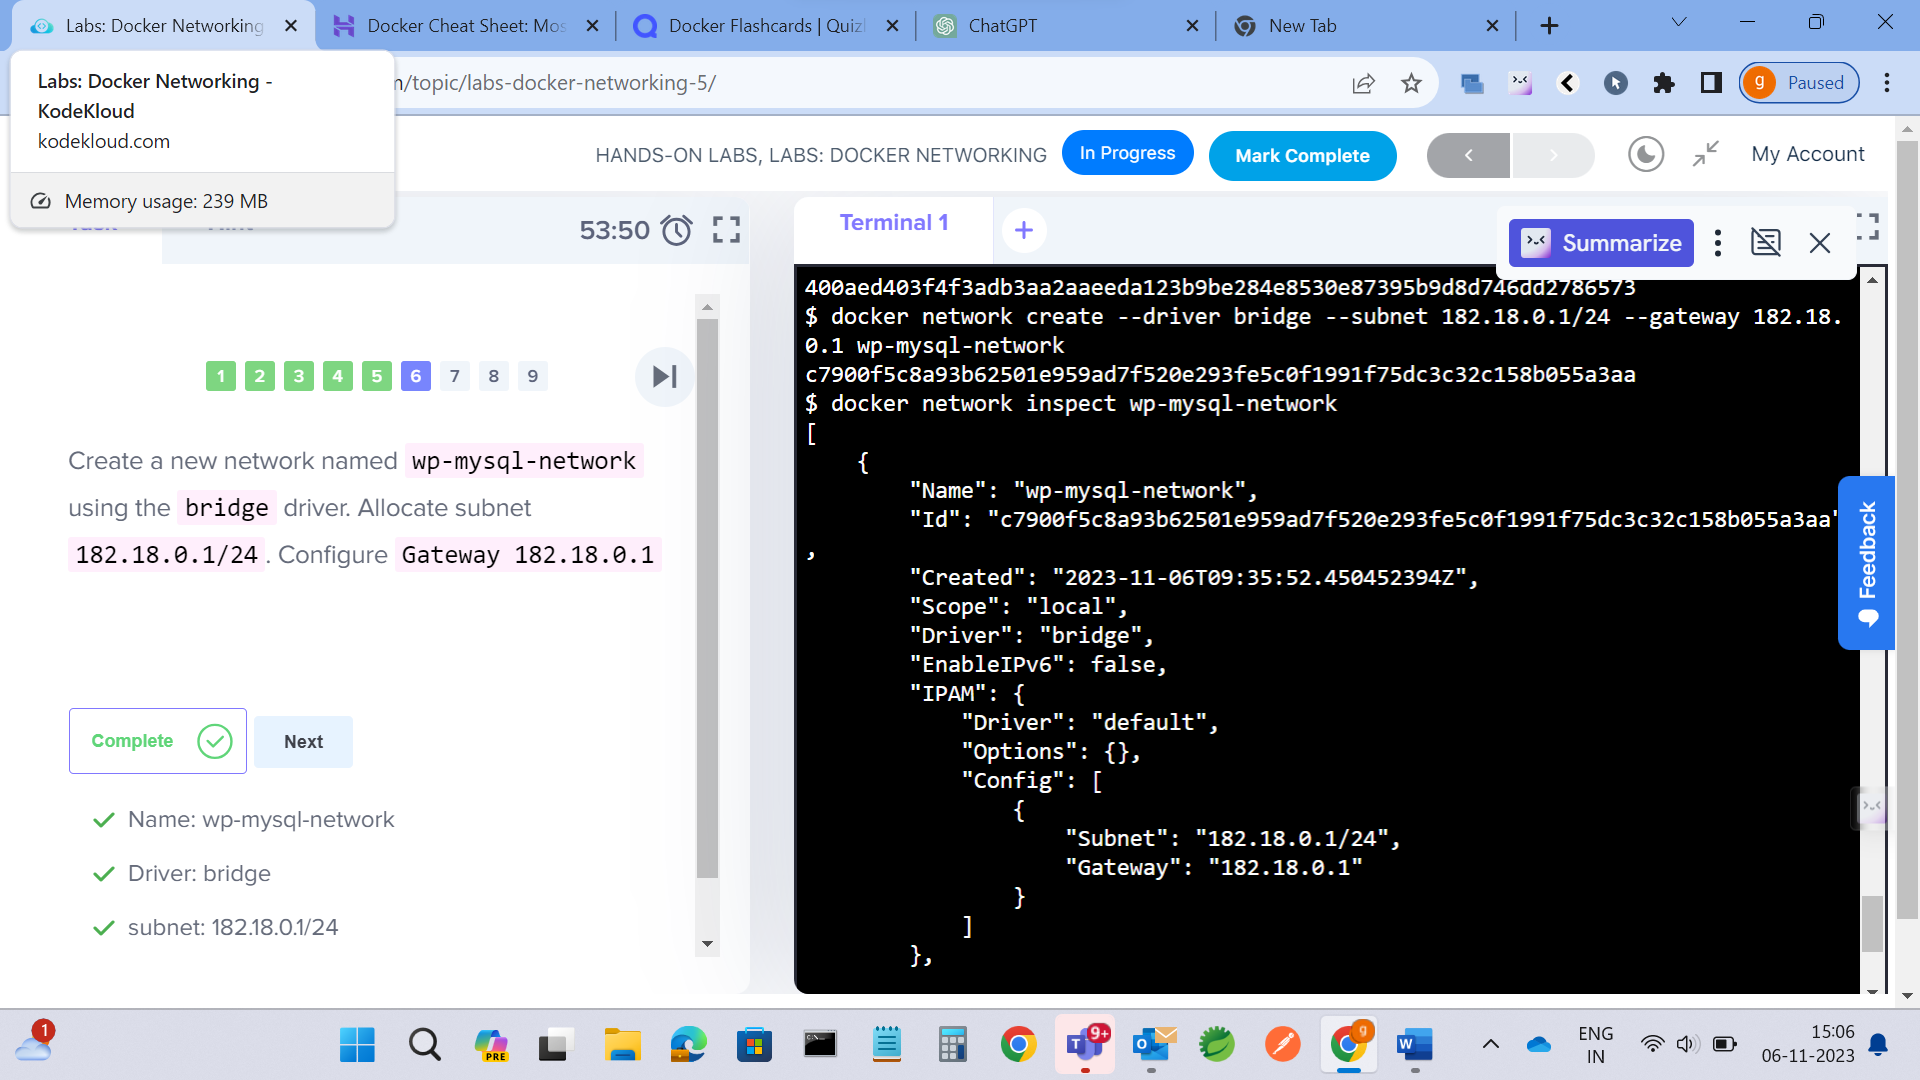 Labs: Docker Networking
Docker Cheat Sheet: Mos
Docker Flashcards | Quiz
ChatGPT
New Tab
Labs: Docker Networking -
KodeKloud
kodekloud.com
Memory usage: 239 MB
/topic/labs-docker-networking-5/
g Paused
HANDS-ON LABS, LABS: DOCKER NETWORKING
In Progress
Mark Complete
My Account
53:50
Terminal 1
Summarize
1 2 3 4 5 6 7 8 9
Create a new network named wp-mysql-network
using the bridge driver. Allocate subnet
182.18.0.1/24. Configure Gateway 182.18.0.1
Complete
Next
Name: wp-mysql-network
Driver: bridge
subnet: 182.18.0.1/24
400aed403f4f3adb3aa2aaeeda123b9be284e8530e87395b9d8d746dd2786573
$ docker network create --driver bridge --subnet 182.18.0.1/24 --gateway 182.18.
0.1 wp-mysql-network
c7900f5c8a93b62501e959ad7f520e293fe5c0f1991f75dc3c32c158b055a3aa
$ docker network inspect wp-mysql-network
[
{
"Name": "wp-mysql-network",
"Id": "c7900f5c8a93b62501e959ad7f520e293fe5c0f1991f75dc3c32c158b055a3aa"
,
"Created": "2023-11-06T09:35:52.450452394Z",
"Scope": "local",
"Driver": "bridge",
"EnableIPv6": false,
"IPAM": {
"Driver": "default",
"Options": {},
"Config": [
{
"Subnet": "182.18.0.1/24",
"Gateway": "182.18.0.1"
}
]
},
Feedback
1
PRE
9+
g
ENG
IN
15:06
06-11-2023